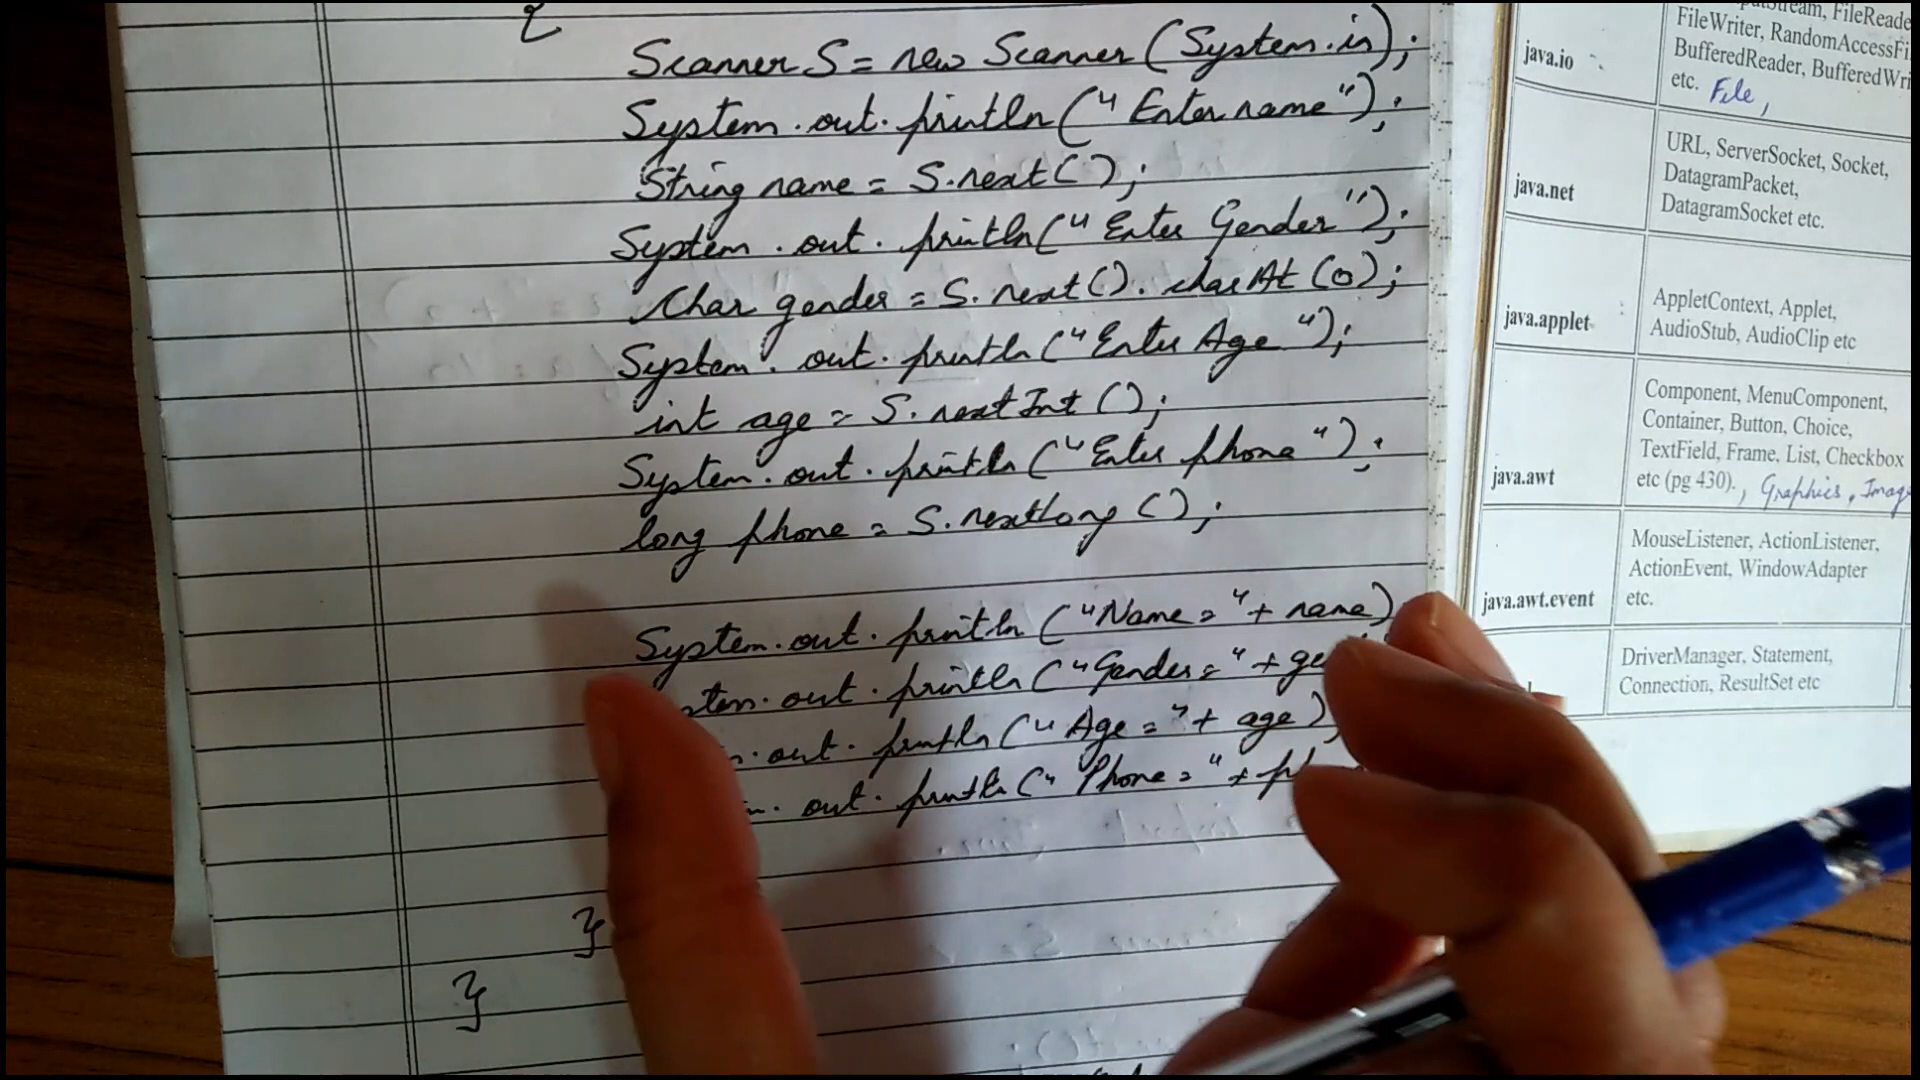 {
Scanner S = new Scanner (System.in);
System.out.println ("Enter name");
String name = S.next();
System.out.println("Enter Gender");
Char gender = S.next().charAt(0);
System.out.println("Enter Age");
int age = S.nextInt();
System.out.println("Enter phone");
long phone = S.nextLong();
System.out.println("Name="+ name)
.out.println("Gender="+ge
.out.println("Age="+ age)
.out.println("Phone="+
}
}
FileReade
java.io
FileWriter, RandomAccessFi
BufferedReader, BufferedWri
etc. File,
java.net
URL, ServerSocket, Socket,
DatagramPacket,
DatagramSocket etc.
java.applet
AppletContext, Applet,
AudioStub, AudioClip etc
java.awt
Component, MenuComponent,
Container, Button, Choice,
TextField, Frame, List, Checkbox
etc (pg 430)., Graphics, Imag
java.awt.event
MouseListener, ActionListener,
ActionEvent, WindowAdapter
etc.
DriverManager, Statement,
Connection, ResultSet etc